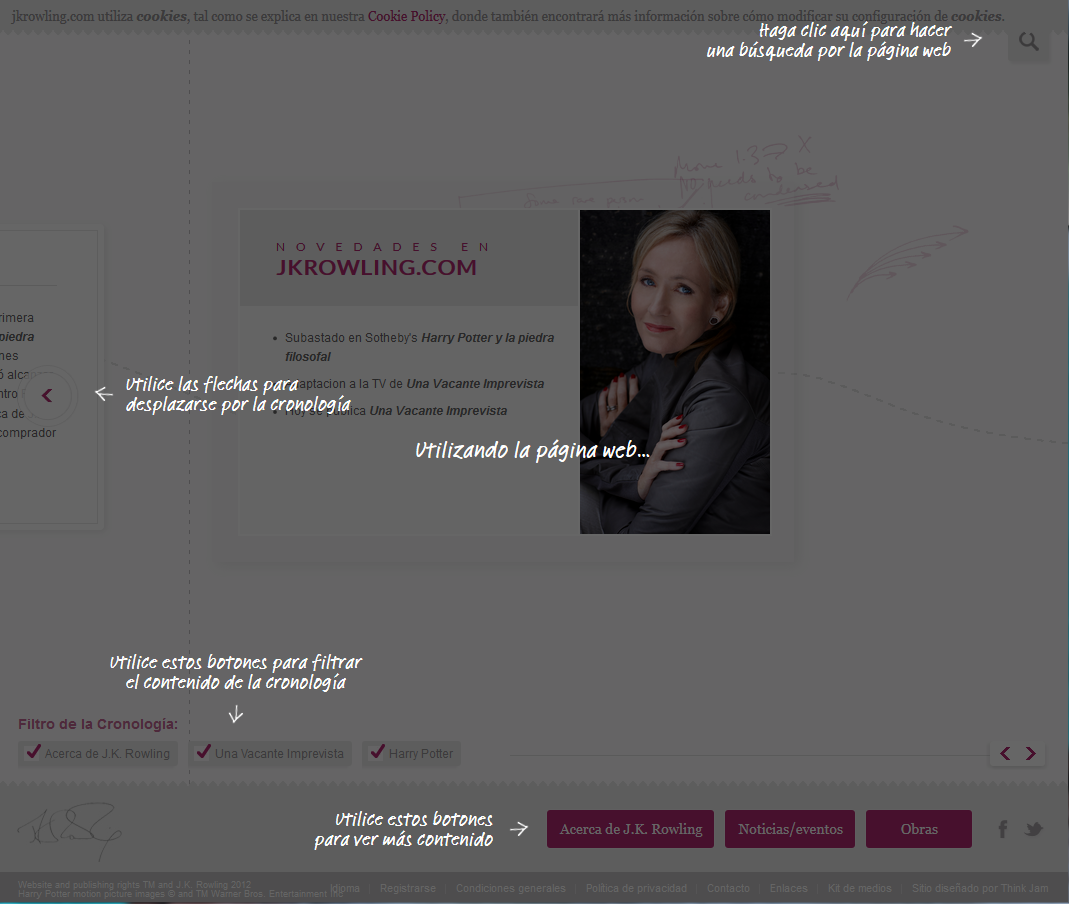 jkrowling.com utiliza cookies, tal como se explica en nuestra Cookie Policy, donde también encontrará más información sobre cómo modificar su configuración de cookies.
Haga clic aquí para hacer
una búsqueda por la página web
NOVEDADES EN
JKROWLING.COM
Subastado en Sotheby's Harry Potter y la piedra
filosofal
Adaptacion a la TV de Una Vacante Imprevista
Hoy se publica Una Vacante Imprevista
rimera
piedra
nes
ó alca
ntro
ca de
comprador
Utilice las flechas para
desplazarse por la cronología
Utilizando la página web...
Utilice estos botones para filtrar
el contenido de la cronología
Filtro de la Cronología:
Acerca de J.K. Rowling
Una Vacante Imprevista
Harry Potter
Utilice estos botones
para ver más contenido
Acerca de J.K. Rowling
Noticias/eventos
Obras
Website and publishing rights TM and J.K. Rowling 2012
Harry Potter motion picture images © and TM Warner Bros. Entertainment Inc
Idioma
Registrarse
Condiciones generales
Política de privacidad
Contacto
Enlaces
Kit de medios
Sitio diseñado por Think Jam